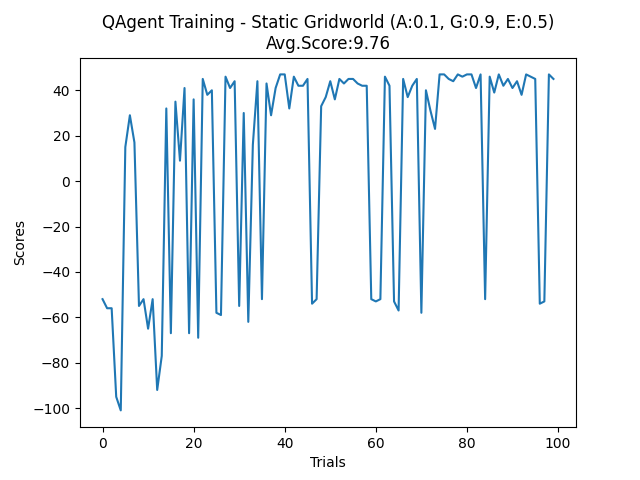 QAgent Training - Static Gridworld (A:0.1, G:0.9, E:0.5)
Avg.Score:9.76
40
20
0
−20
−40
−60
−80
−100
Scores
0 20 40 60 80 100
Trials